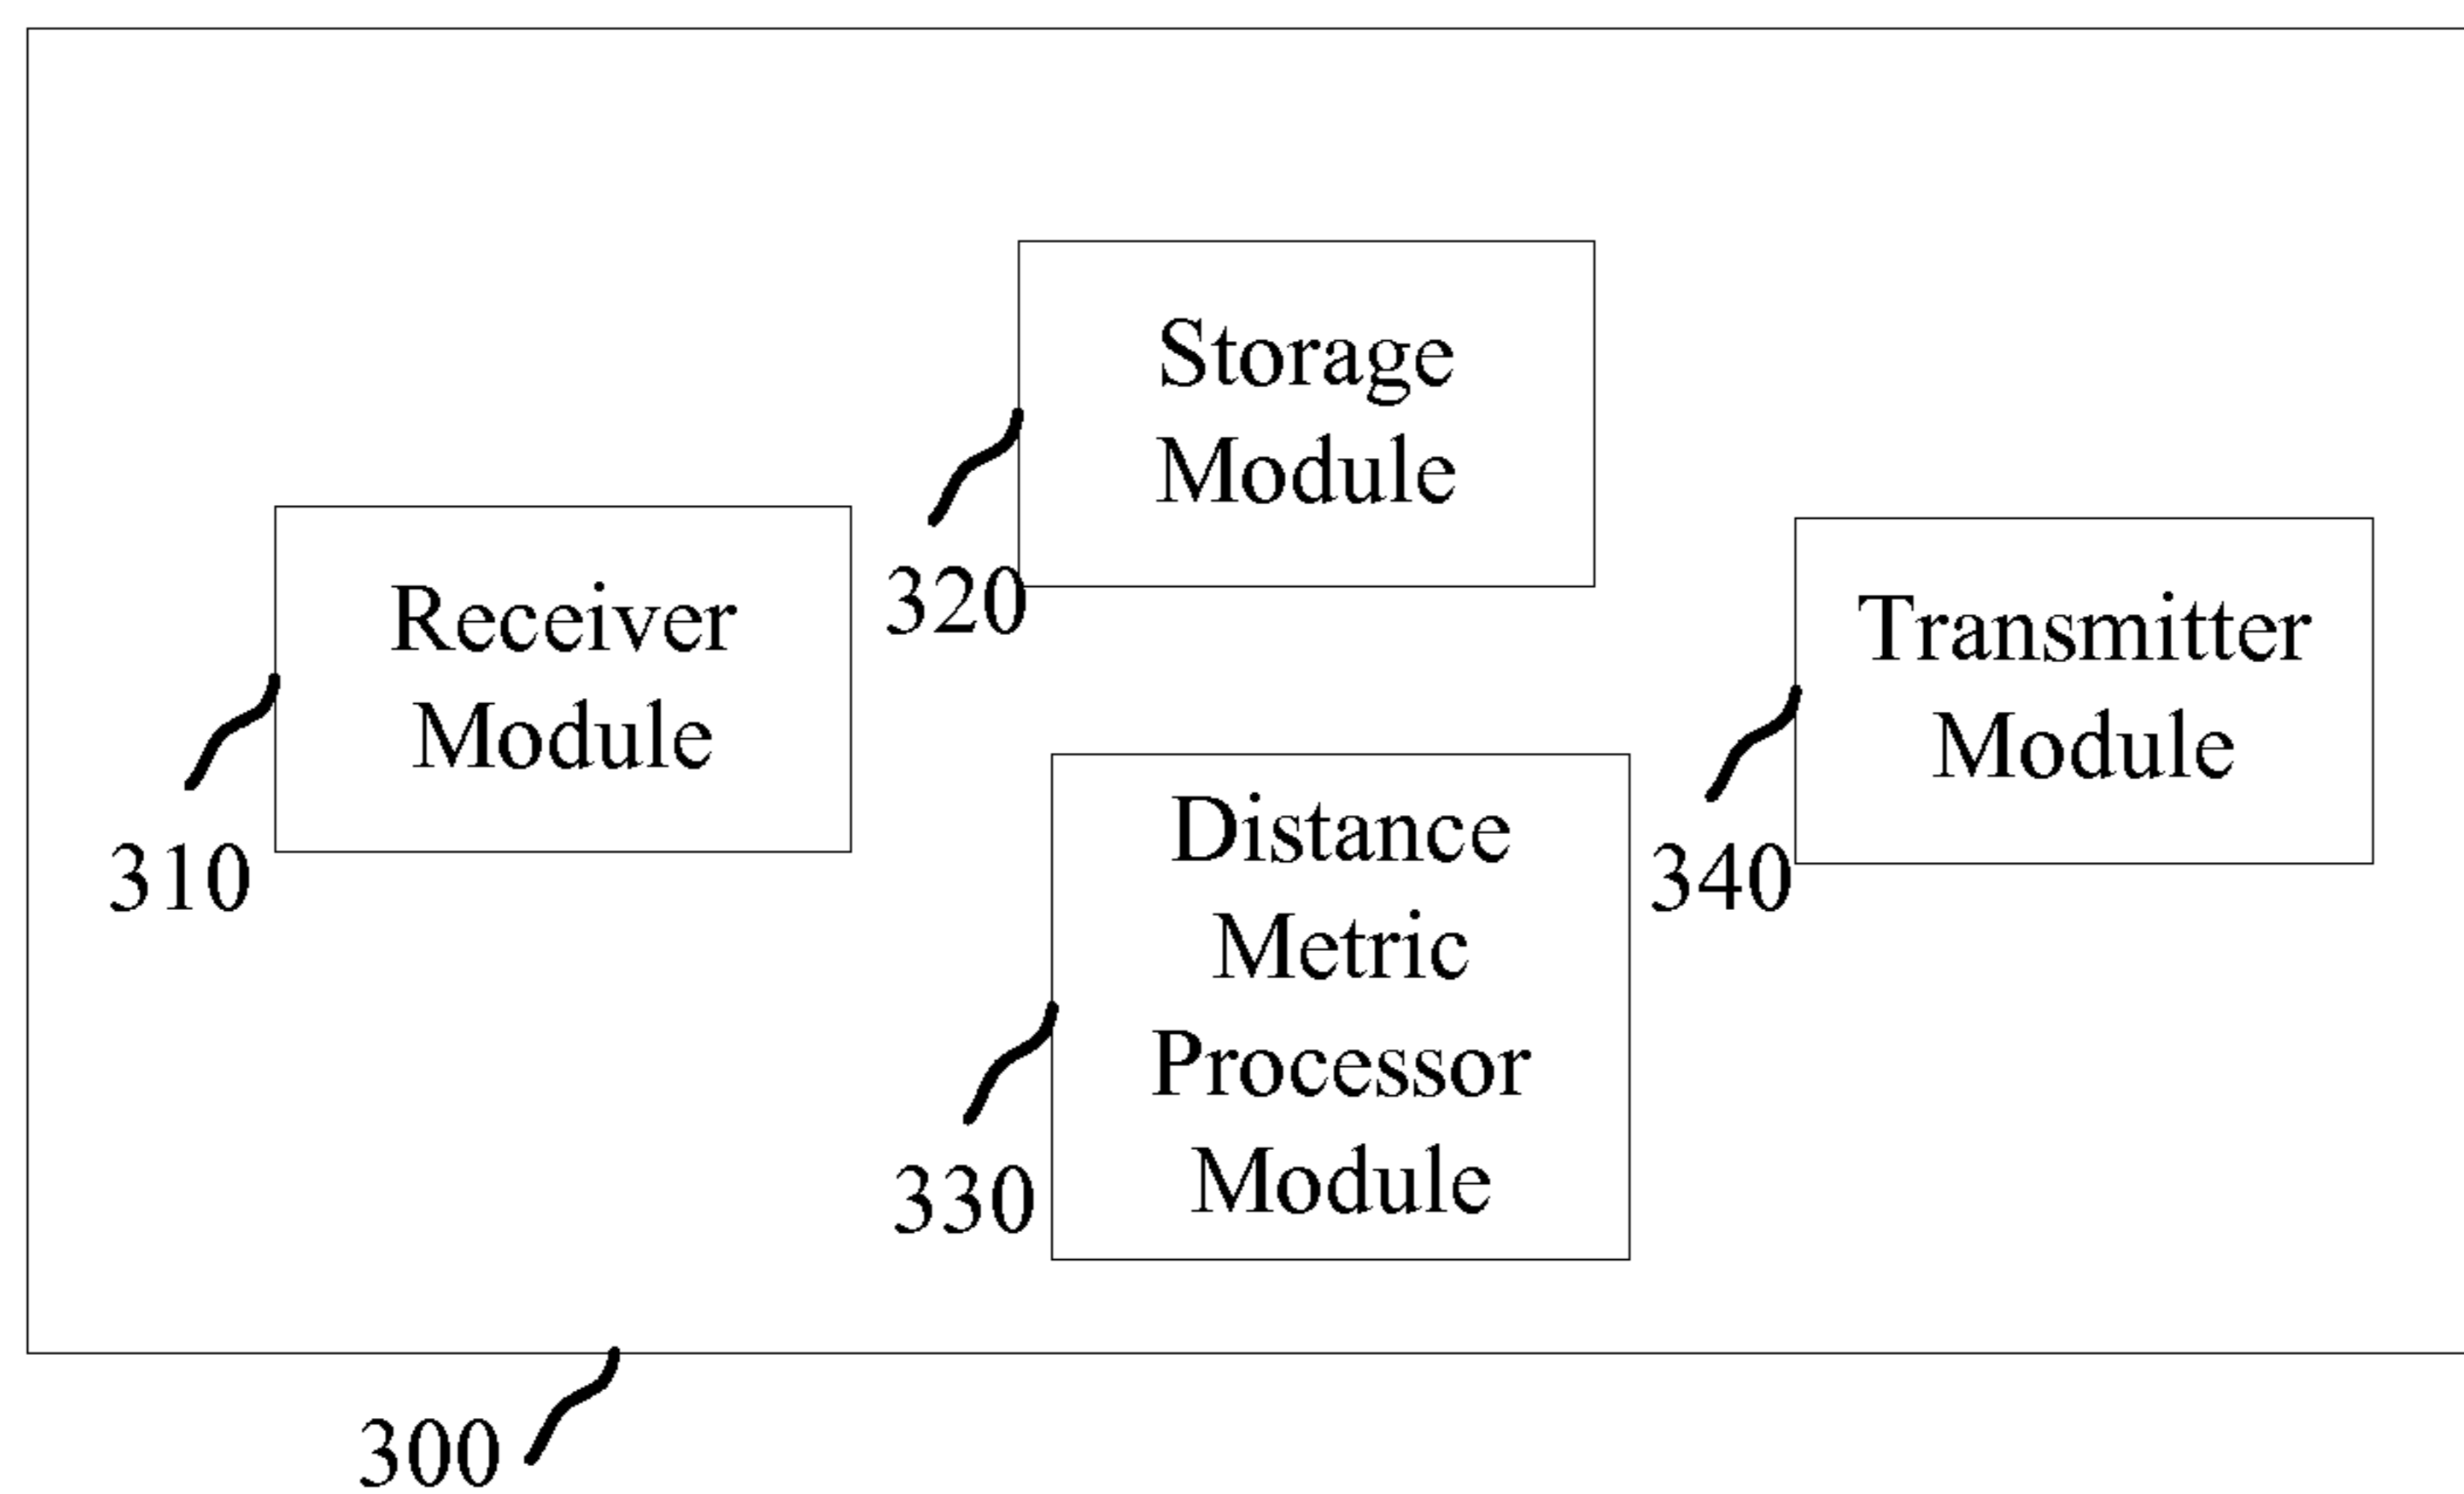 Storage
Module
320
Receiver
Module
310
Transmitter
Module
340
Distance
Metric
Processor
Module
330
300